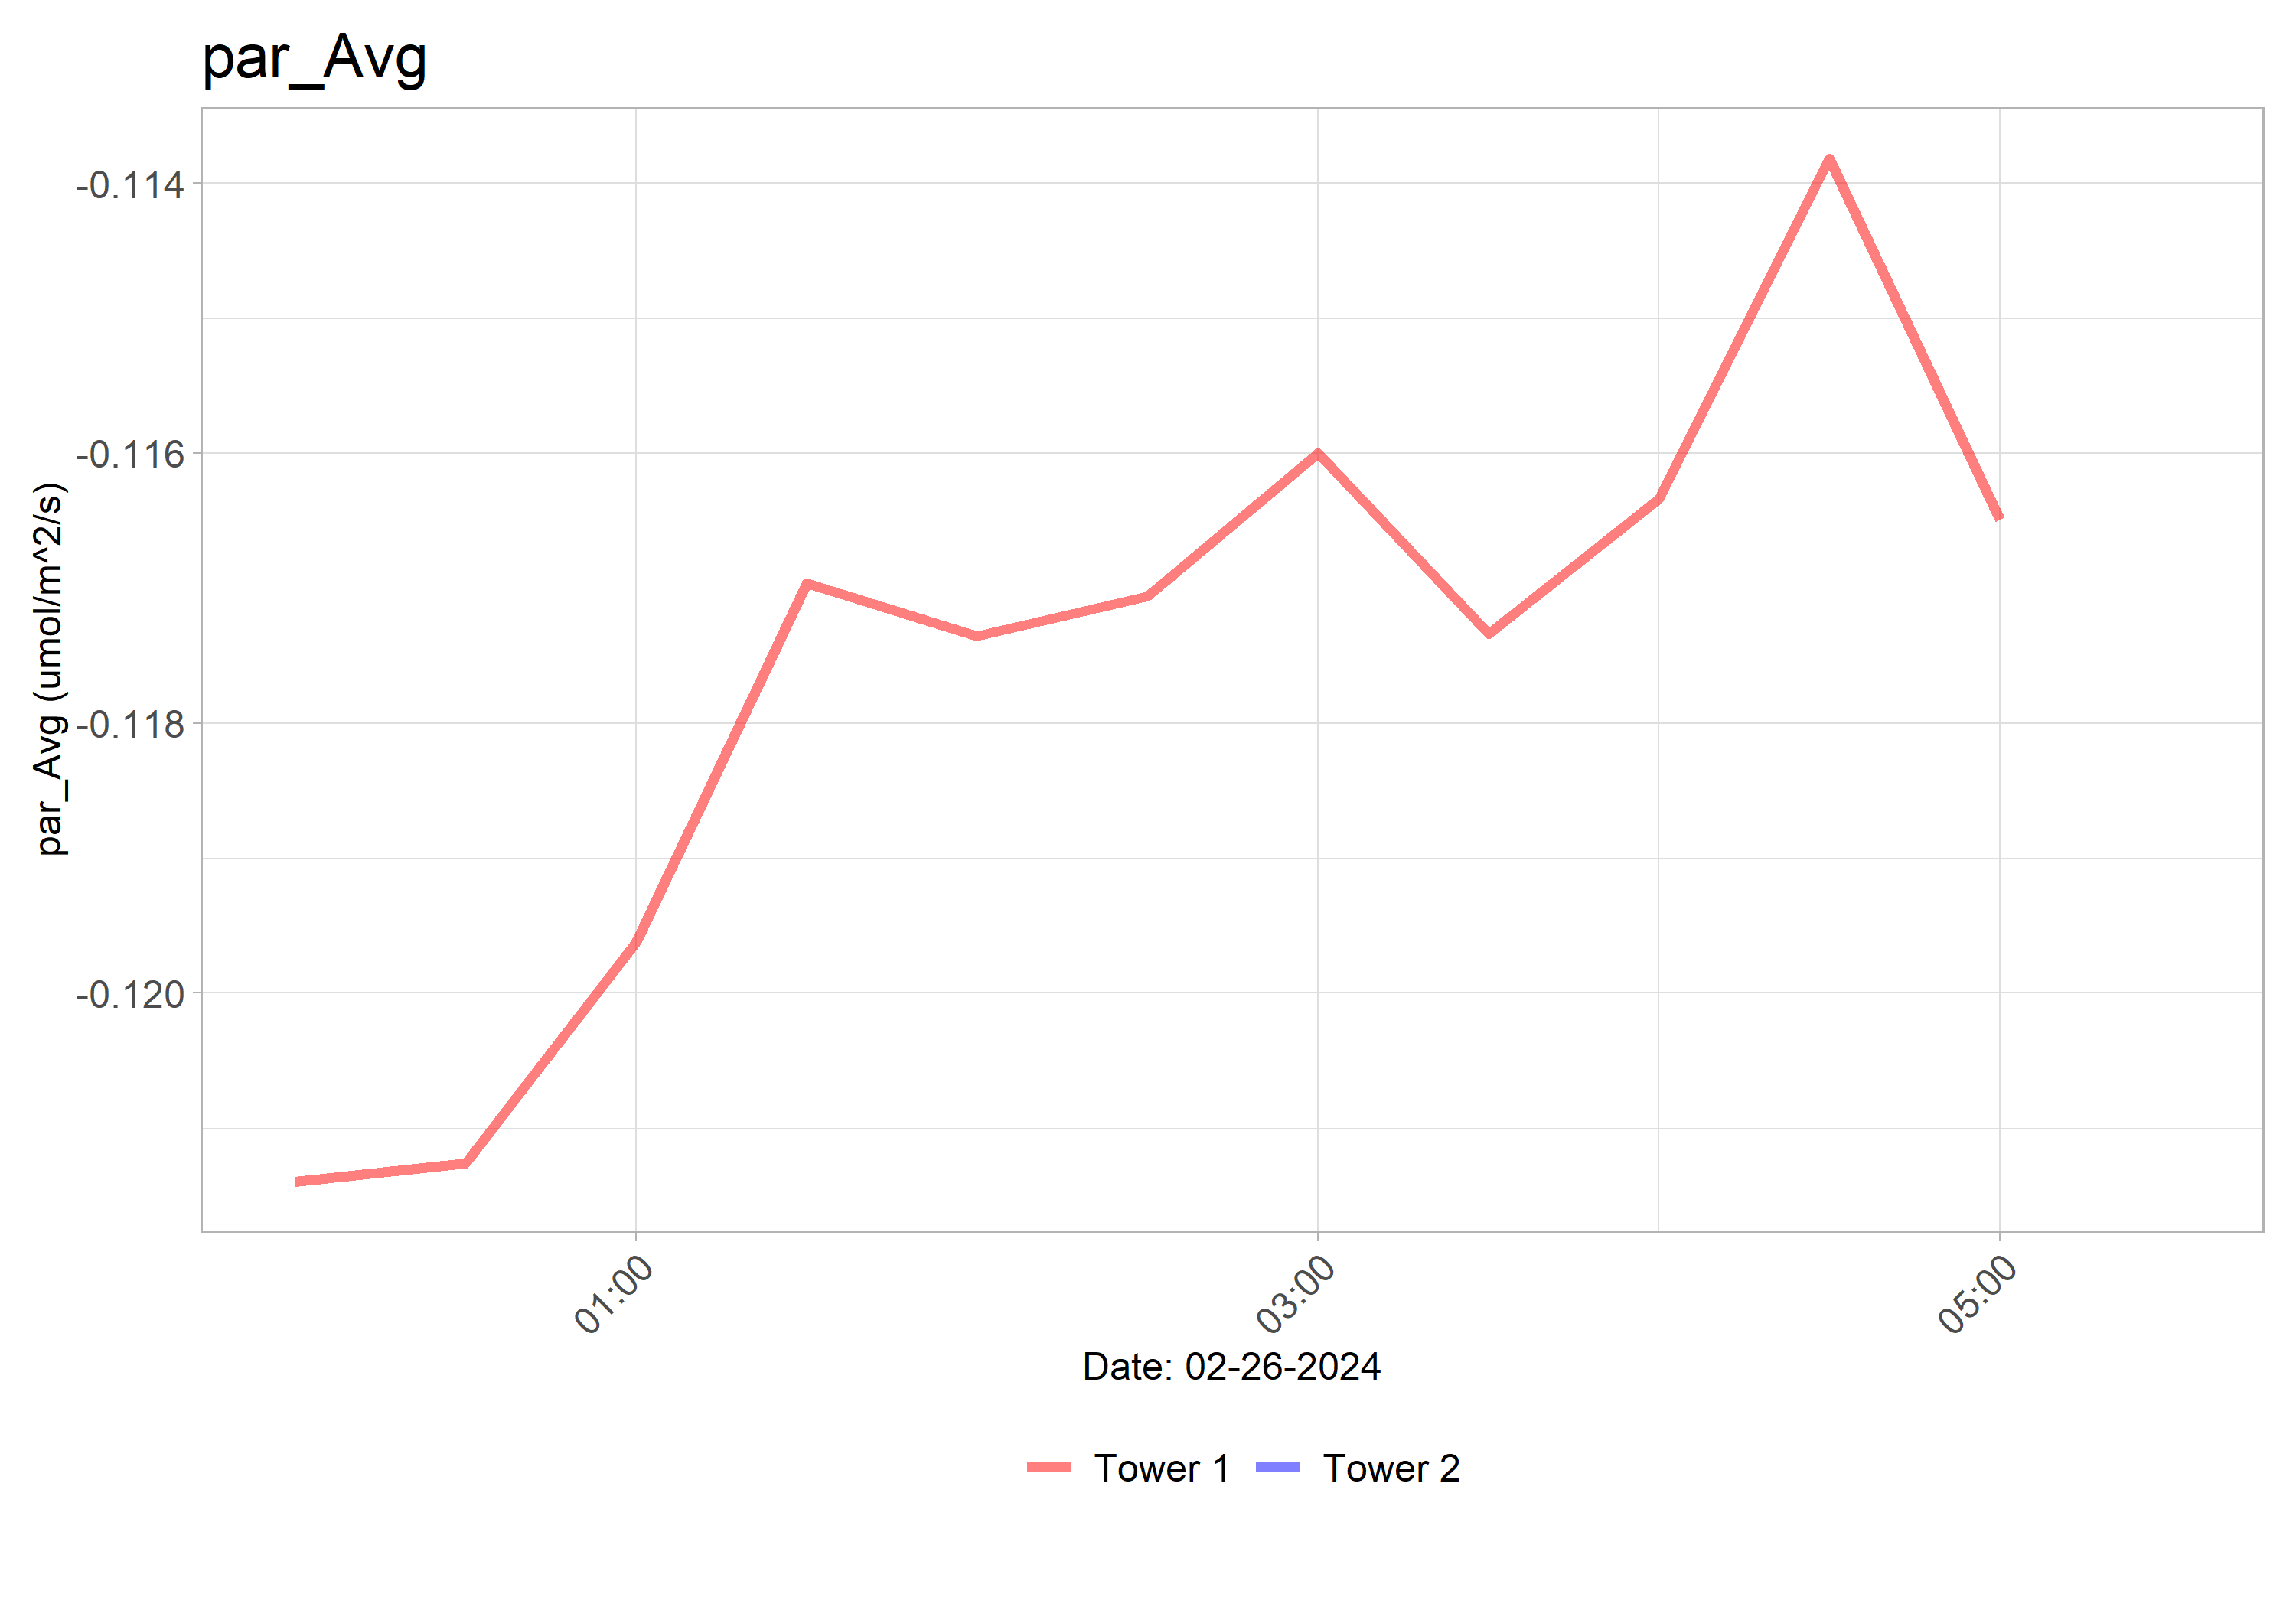 par_Avg
-0.114
-0.116
-0.118
-0.120
par_Avg (umol/m^2/s)
01:00
03:00
05:00
Date: 02-26-2024
Tower 1
Tower 2